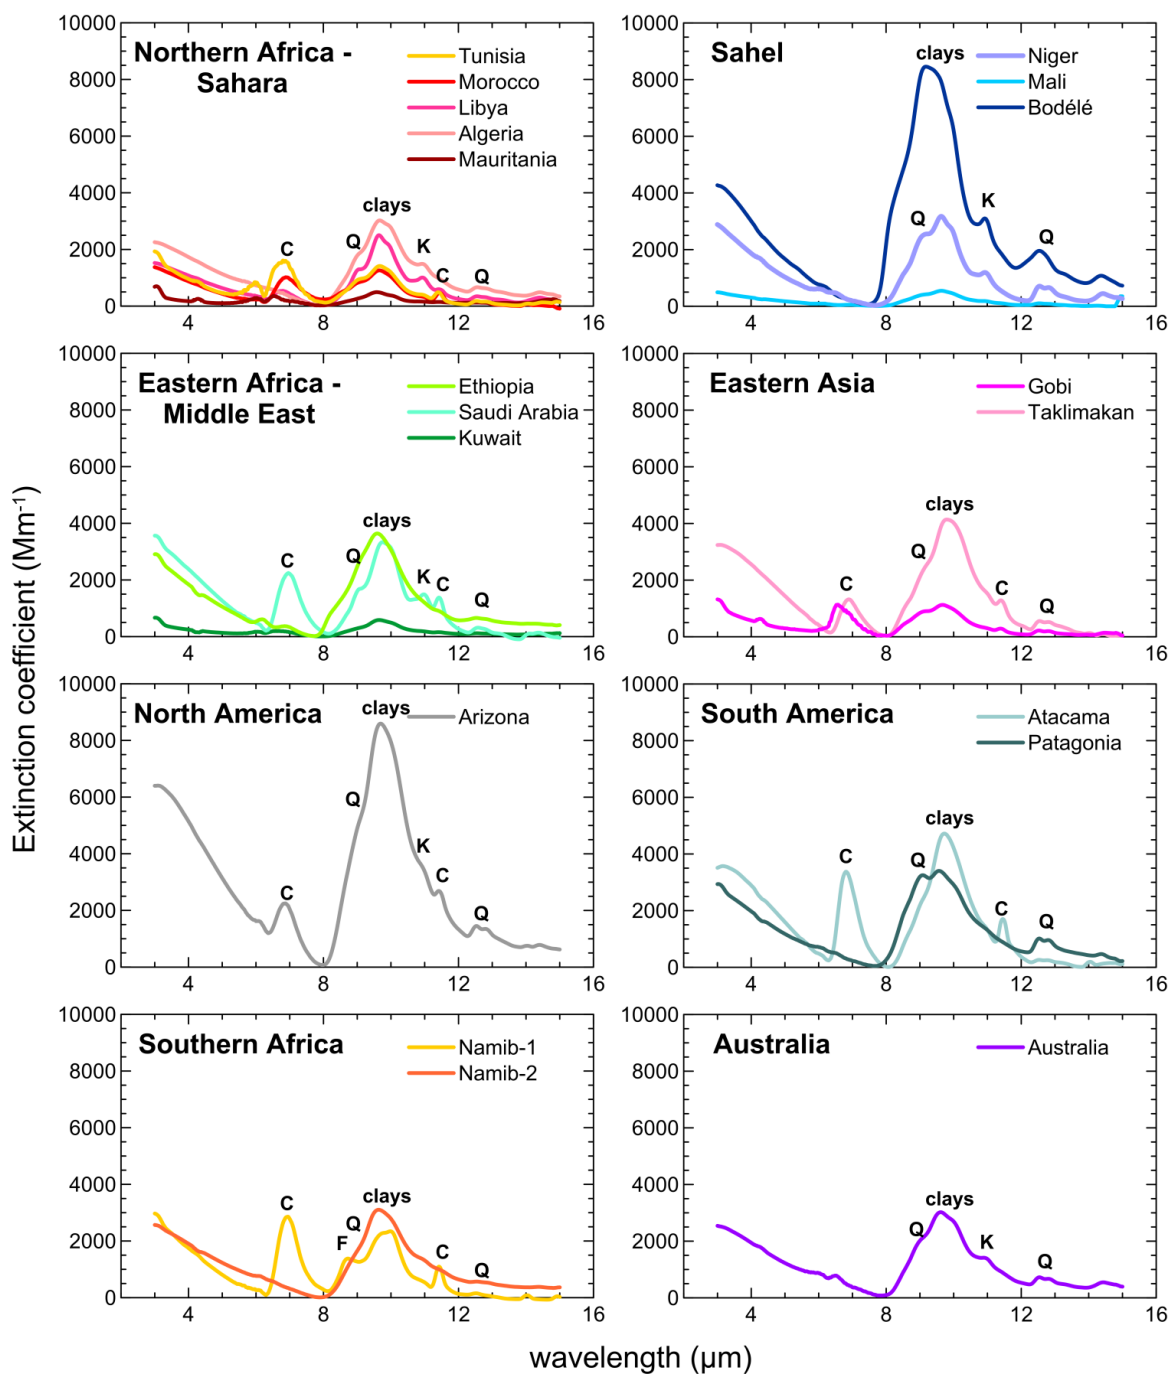 Extinction coefficient (Mm-1)
Northern Africa -
Sahara
Tunisia
Morocco
Libya
Algeria
Mauritania
clays
Q
K
C
C
Q
10000
8000
6000
4000
2000
0
4
8
12
16
Sahel
Niger
Mali
Bodélé
clays
Q
K
Q
10000
8000
6000
4000
2000
0
4
8
12
16
Eastern Africa -
Middle East
Ethiopia
Saudi Arabia
Kuwait
clays
C
Q
K
C
Q
10000
8000
6000
4000
2000
0
4
8
12
16
Eastern Asia
Gobi
Taklimakan
clays
Q
C
C
Q
10000
8000
6000
4000
2000
0
4
8
12
16
North America
Arizona
clays
Q
K
C
C
Q
10000
8000
6000
4000
2000
0
4
8
12
16
South America
Atacama
Patagonia
clays
C
Q
C
Q
10000
8000
6000
4000
2000
0
4
8
12
16
Southern Africa
Namib-1
Namib-2
clays
C
Q
F
C
Q
10000
8000
6000
4000
2000
0
4
8
12
16
Australia
Australia
clays
Q
K
Q
10000
8000
6000
4000
2000
0
4
8
12
16
wavelength (µm)